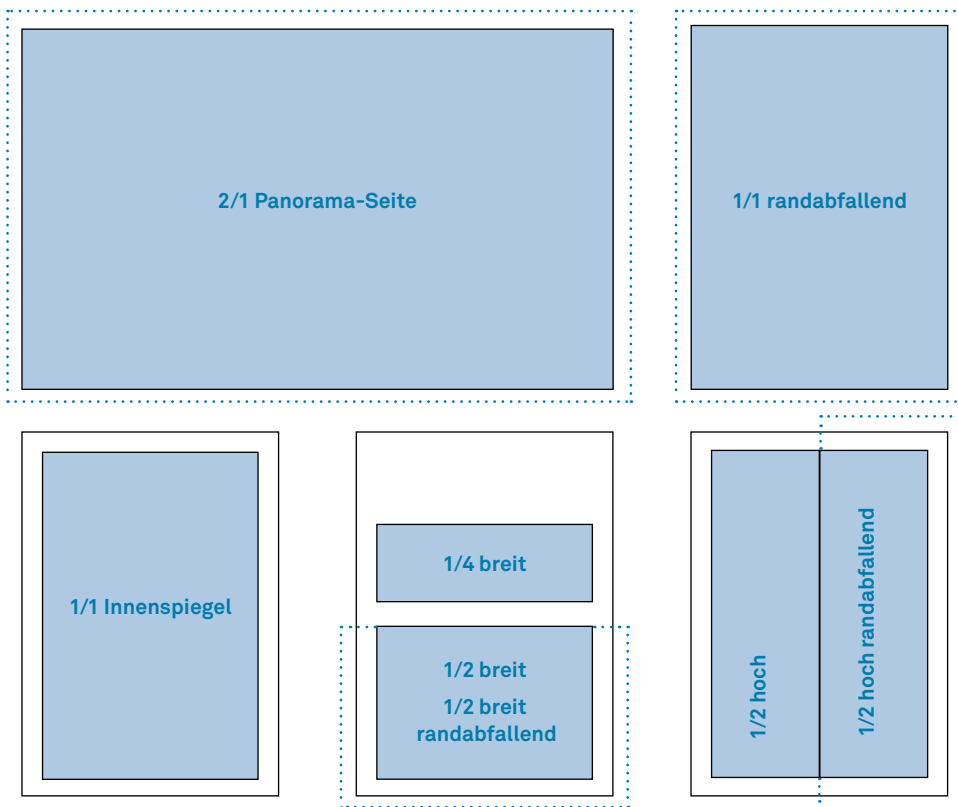 2/1 Panorama-Seite
1/1 randabfallend
1/1 Innenspiegel
1/4 breit
1/2 breit
1/2 breit
randabfallend
1/2 hoch
1/2 hoch randabfallend